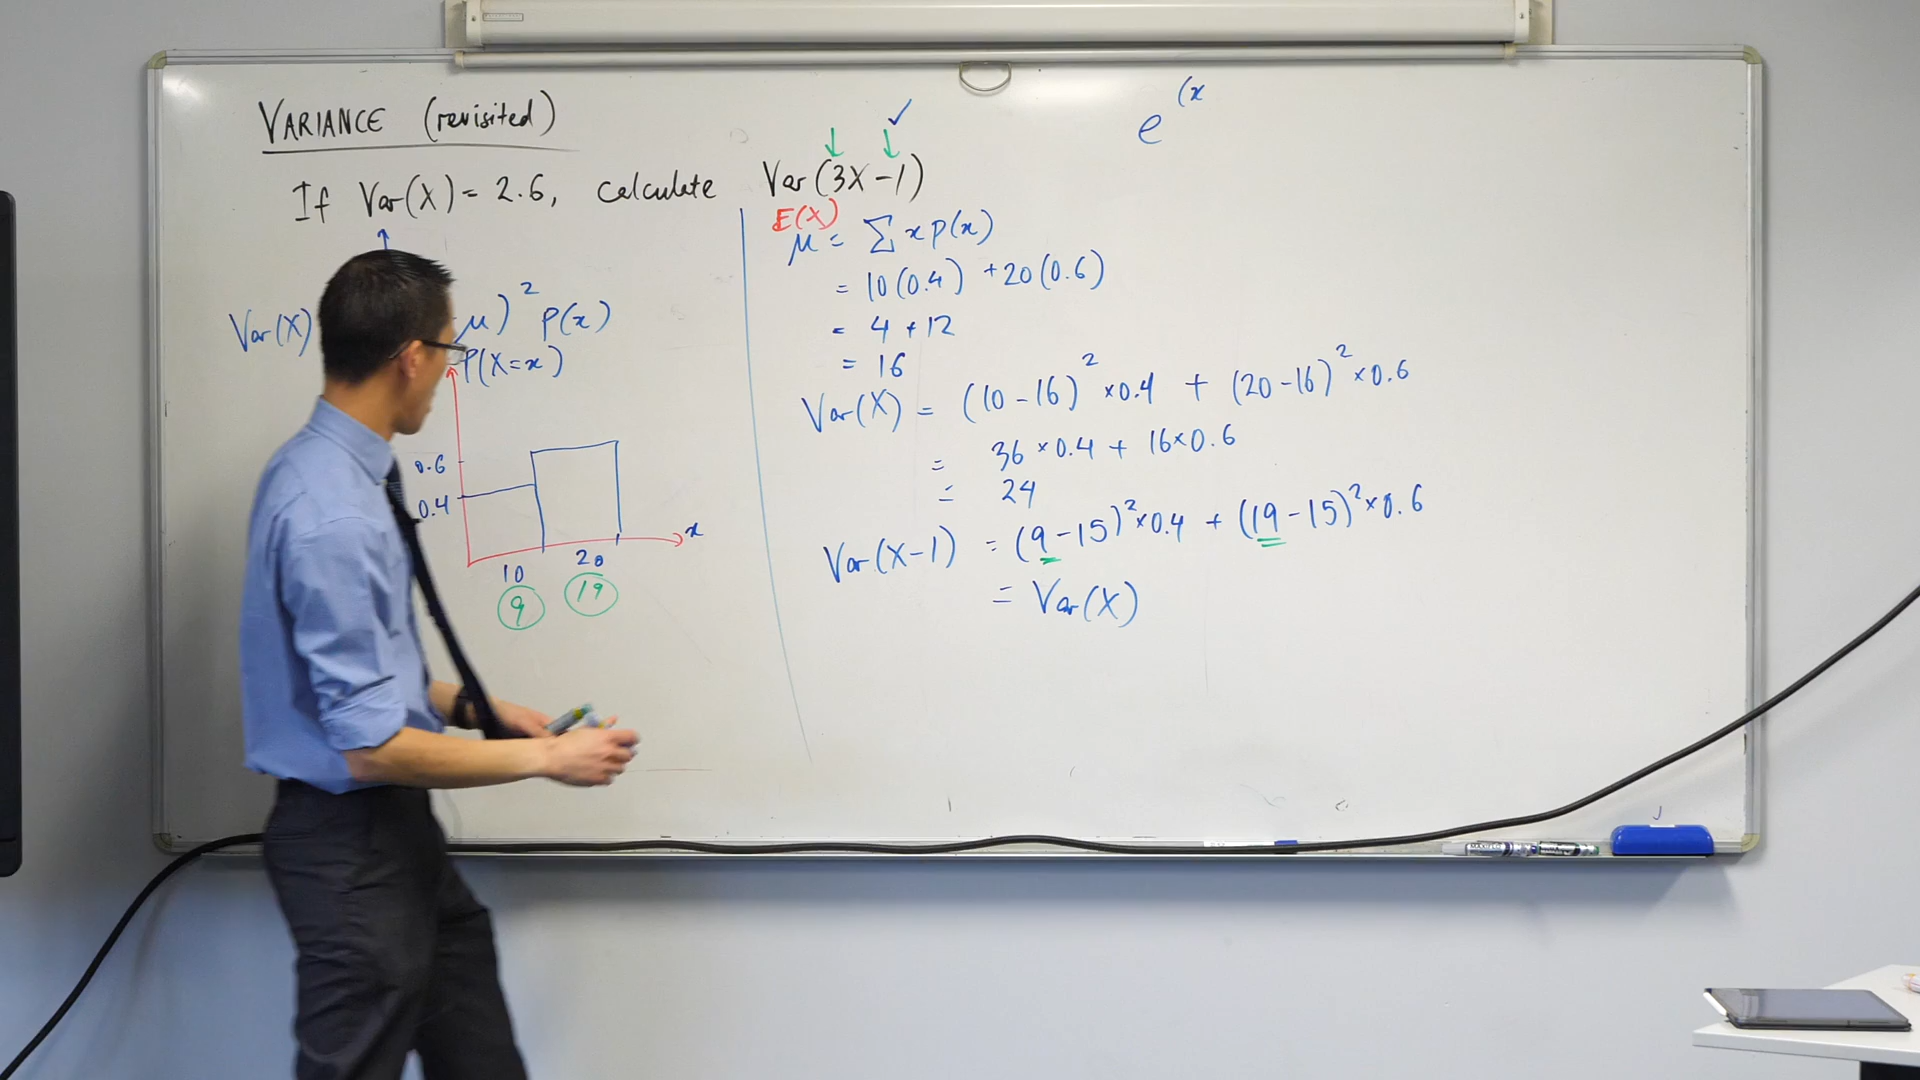 VARIANCE (revisited)
If Var(X) = 2.6, calculate Var(3X - 1)
Var(X)
μ)² p(x)
P(X=x)
0.6
0.4
10 20
x
9 19
E(X)
μ = ∑ x p(x)
= 10(0.4) + 20(0.6)
= 4 + 12
= 16
Var(X) = (10 - 16)² × 0.4 + (20 - 16)² × 0.6
= 36 × 0.4 + 16 × 0.6
= 24
Var(X-1) = (9 - 15)² × 0.4 + (19 - 15)² × 0.6
= Var(X)
e^(x